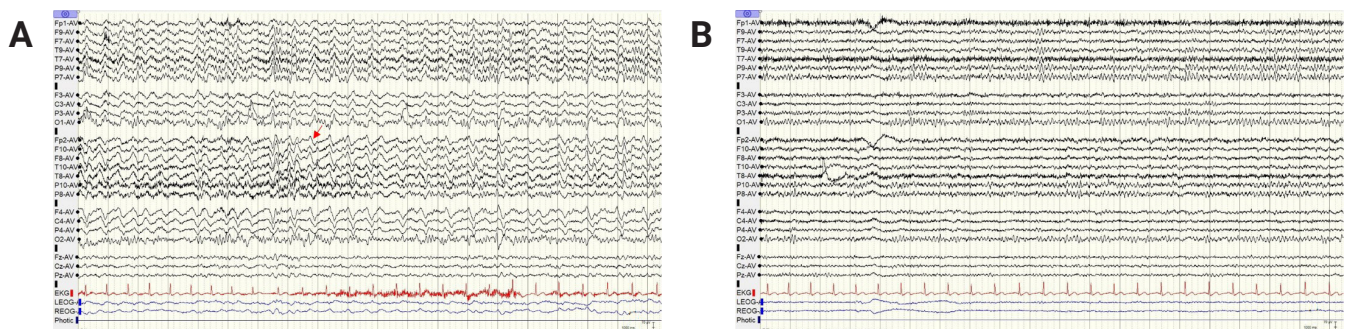 A
Fp1-AV
F9-AV
F7-AV
T9-AV
T7-AV
P9-AV
P7-AV
F3-AV
C3-AV
P3-AV
O1-AV
Fp2-AV
F10-AV
F8-AV
T10-AV
T8-AV
P10-AV
P8-AV
F4-AV
C4-AV
P4-AV
O2-AV
Fz-AV
Cz-AV
Pz-AV
EKG
LEOG
REOG
Photic
B
Fp1-AV
F9-AV
F7-AV
T9-AV
T7-AV
P9-AV
P7-AV
F3-AV
C3-AV
P3-AV
O1-AV
Fp2-AV
F10-AV
F8-AV
T10-AV
T8-AV
P10-AV
P8-AV
F4-AV
C4-AV
P4-AV
O2-AV
Fz-AV
Cz-AV
Pz-AV
EKG
LEOG
REOG
Photic